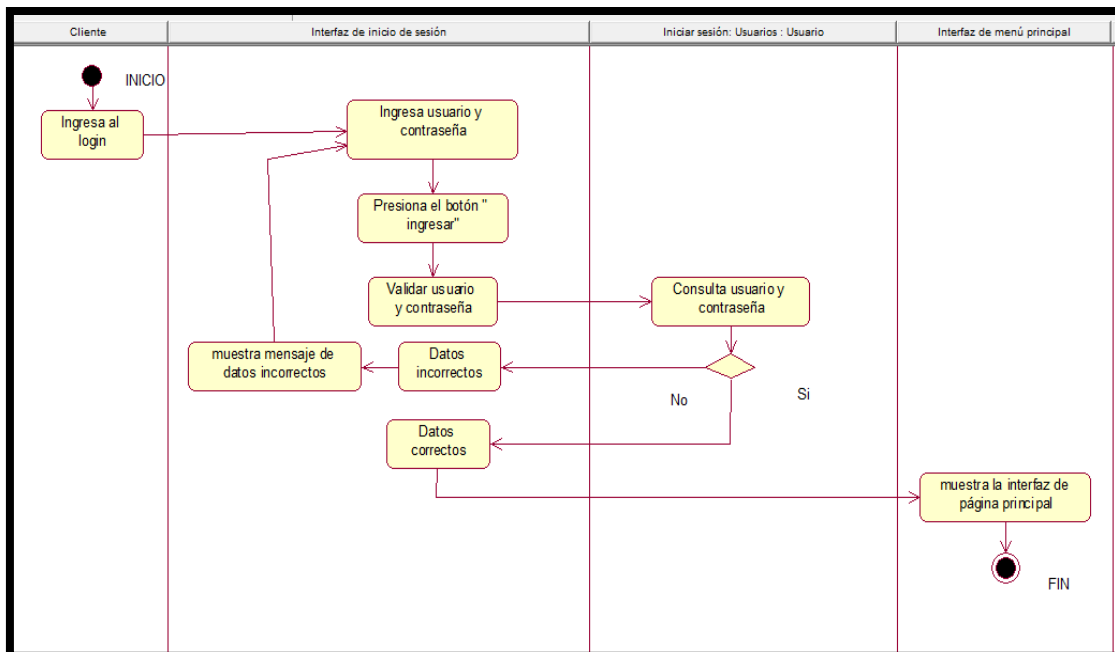 Cliente
Interfaz de inicio de sesión
Iniciar sesión: Usuarios : Usuario
Interfaz de menú principal
INICIO
Ingresa al
login
Ingresa usuario y
contraseña
Presiona el botón "
ingresar"
Validar usuario
y contraseña
Consulta usuario y
contraseña
muestra mensaje de
datos incorrectos
Datos
incorrectos
No
Si
Datos
correctos
muestra la interfaz de
página principal
FIN